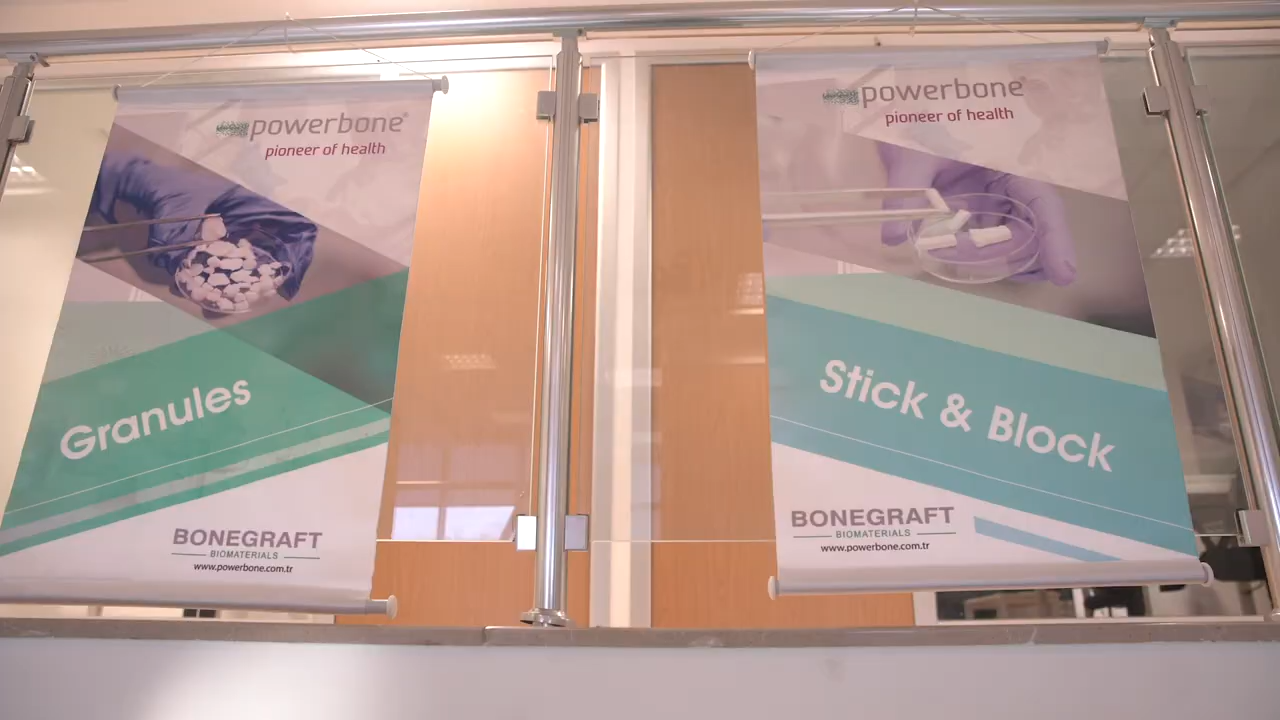 powerbone®
pioneer of health
Granules
BONEGRAFT
BIOMATERIALS
www.powerbone.com.tr
powerbone®
pioneer of health
Stick & Block
BONEGRAFT
BIOMATERIALS
www.powerbone.com.tr